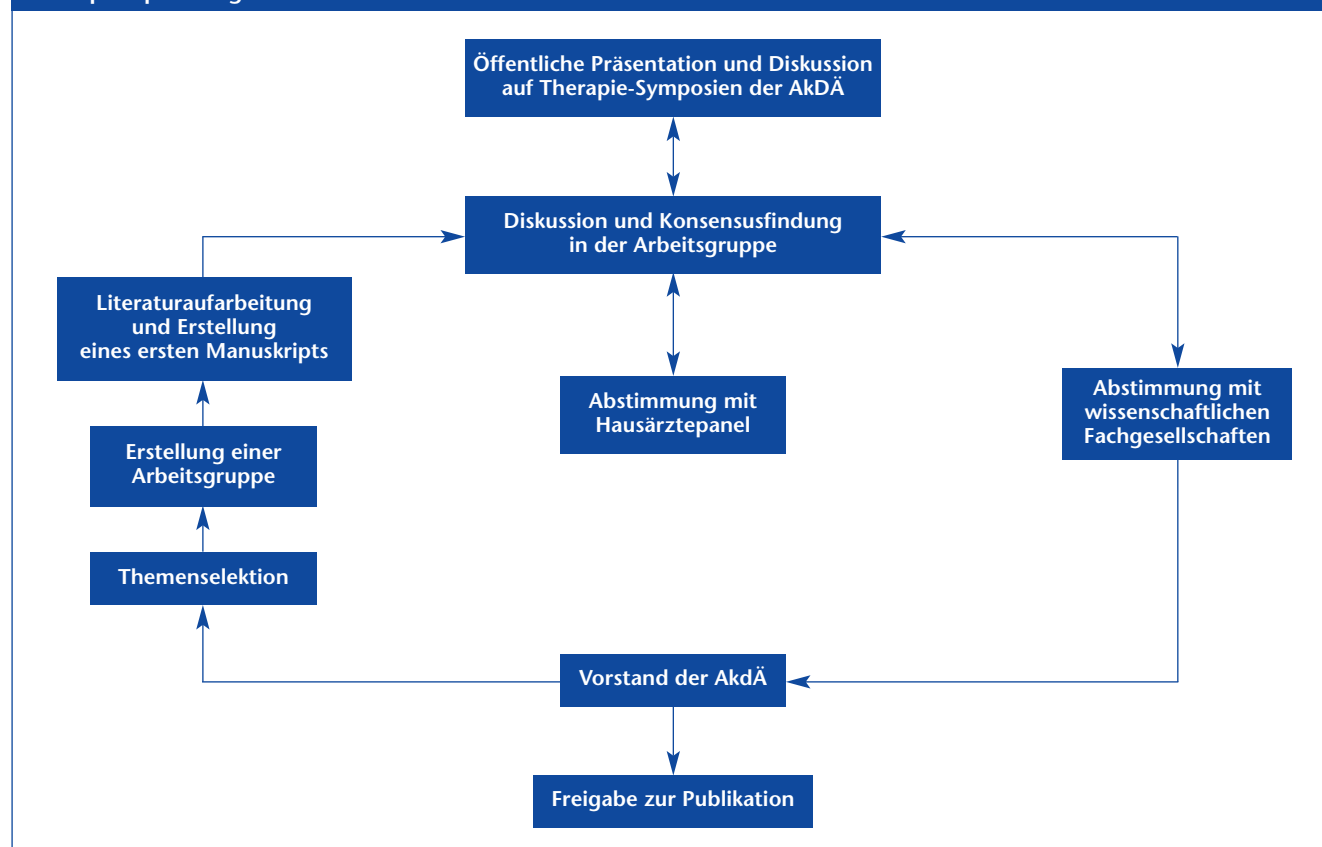 Öffentliche Präsentation und Diskussion
auf Therapie-Symposien der AkDÄ
Diskussion und Konsensusfindung
in der Arbeitsgruppe
Literaturaufarbeitung
und Erstellung
eines ersten Manuskripts
Abstimmung mit
Hausärztepanel
Abstimmung mit
wissenschaftlichen
Fachgesellschaften
Erstellung einer
Arbeitsgruppe
Themenselektion
Vorstand der AkdÄ
Freigabe zur Publikation